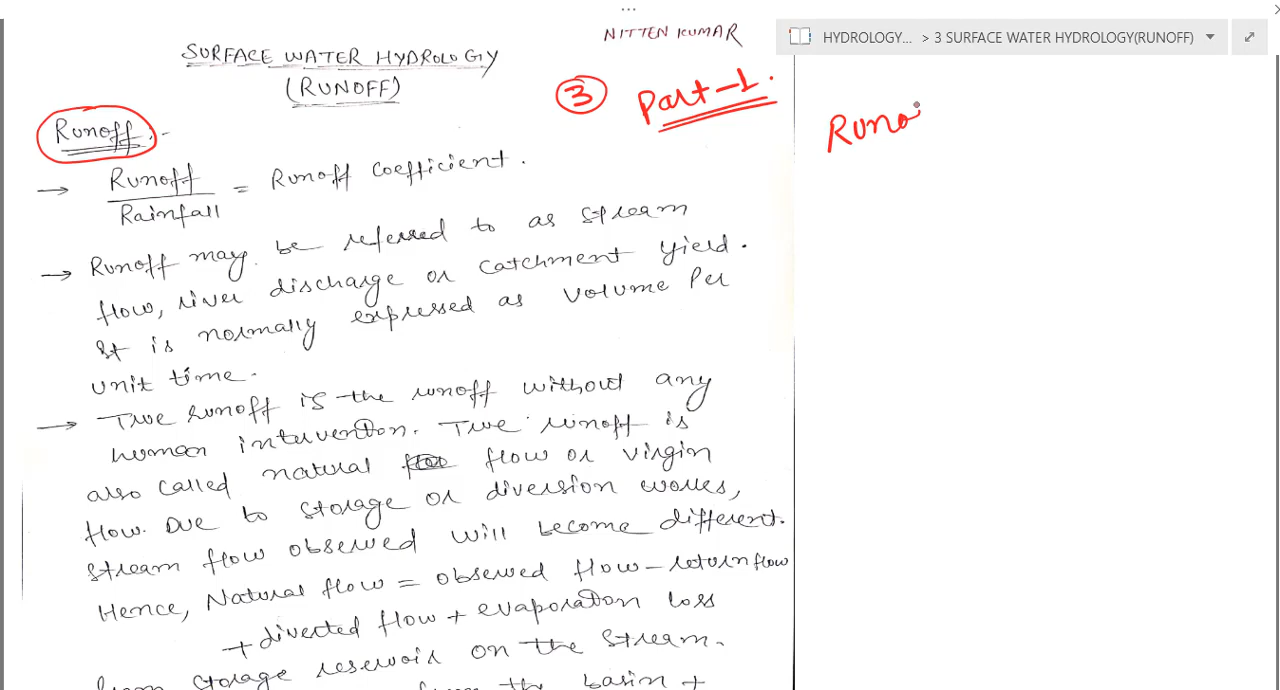 NITTEN KUMAR
HYDROLOGY... > 3 SURFACE WATER HYDROLOGY(RUNOFF)
SURFACE WATER HYDROLOGY
(RUNOFF)
3 Part-1.
Runoff.-
Runo
→ Runoff / Rainfall = Runoff coefficient.
→ Runoff may be referred to as stream
flow, river discharge or catchment yield.
It is normally expressed as volume per
unit time.
→ True runoff is the runoff without any
human intervention. True runoff is
also called natural flow or virgin
flow. Due to storage or diversion works,
stream flow observed will become different.
Hence, Natural flow = observed flow - return flow
+ diverted flow + evaporation loss
from storage reservoir on the stream.
from the basin +